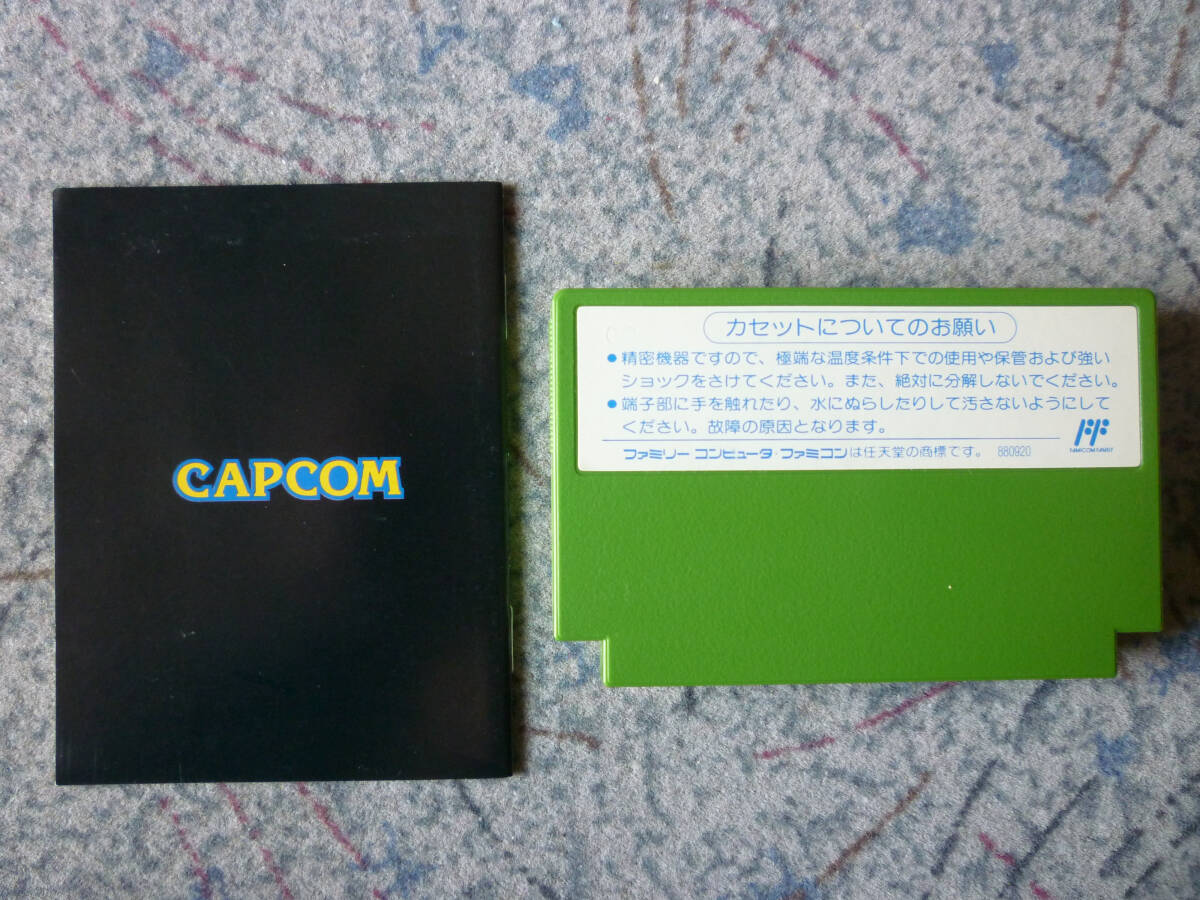 CAPCOM
カセットについてのお願い
●精密機器ですので、極端な温度条件下での使用や保管および強い
ショックをさけてください。また、絶対に分解しないでください。
●端子部に手を触れたり、水にぬらしたりして汚さないようにして
ください。故障の原因となります。
FF
FAMICOM FAMILY
ファミリー コンピュータ・ファミコンは任天堂の商標です。 880920